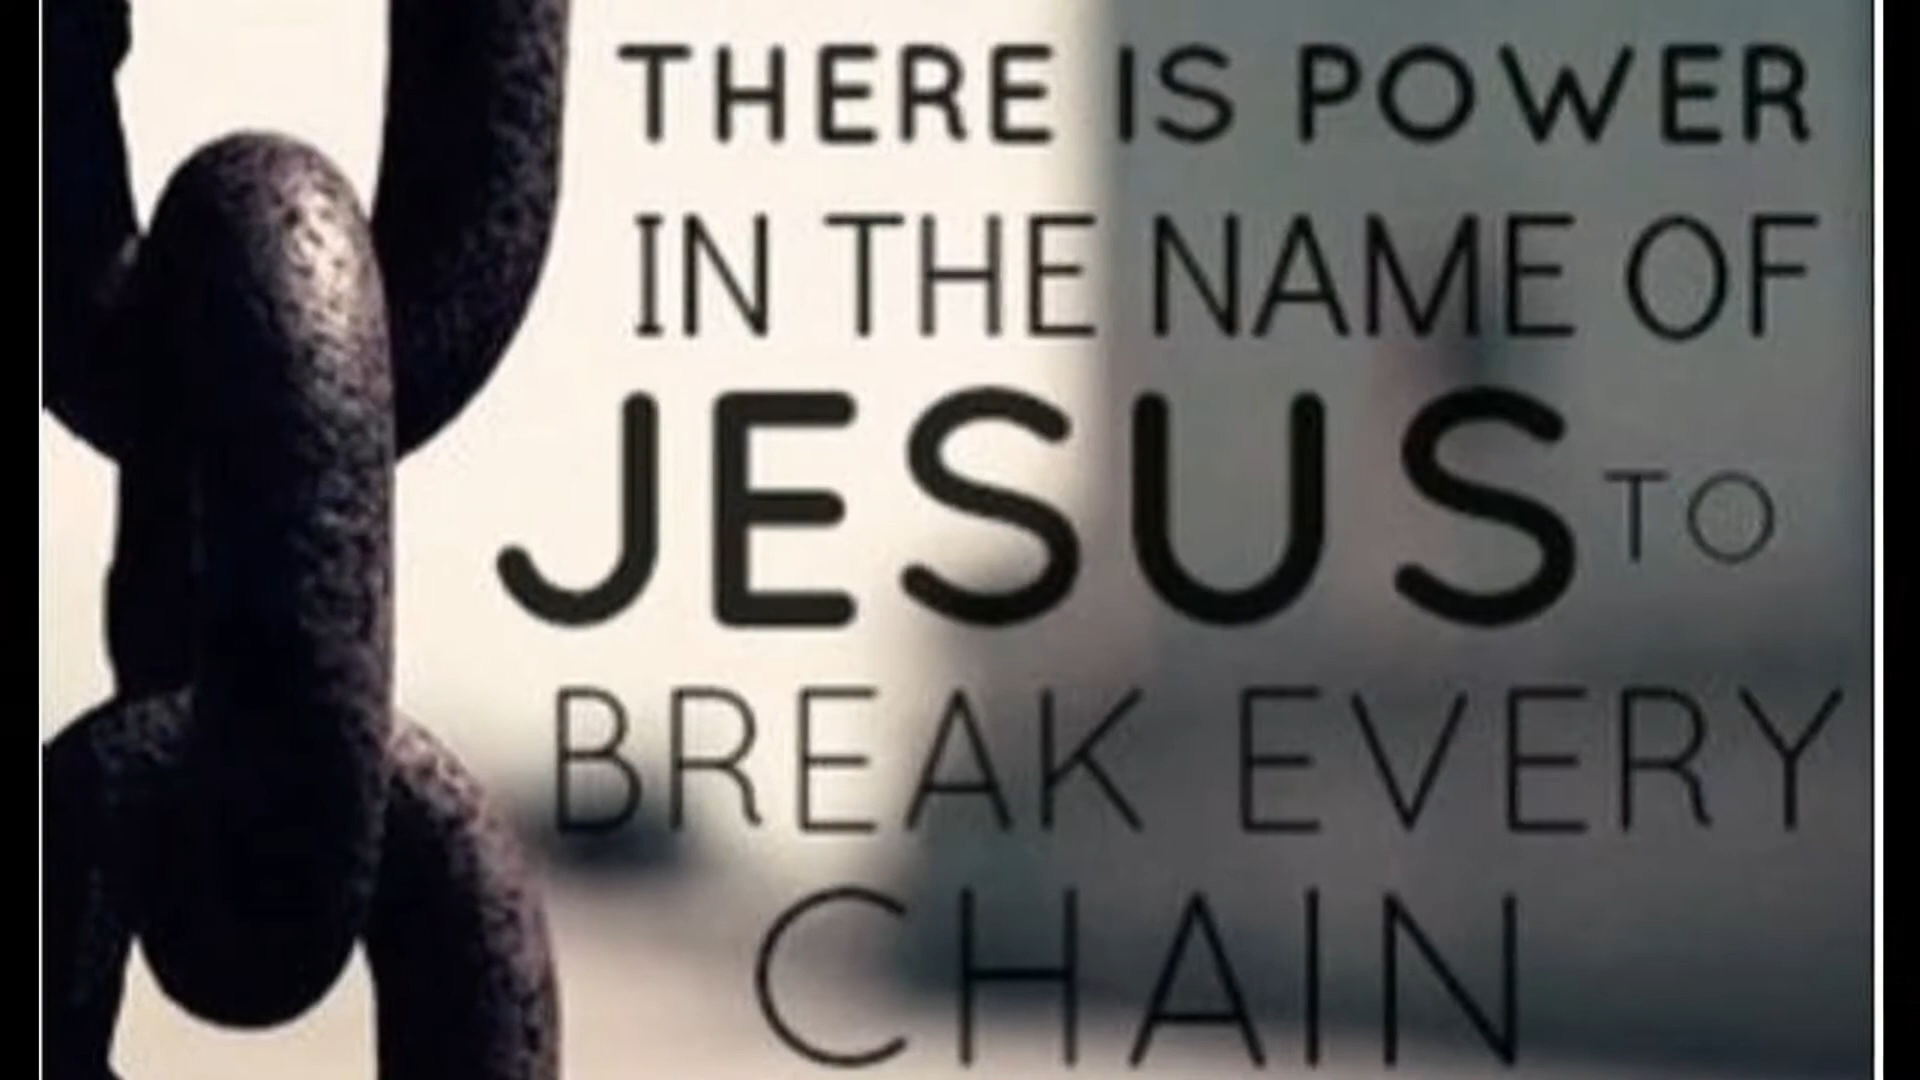 THERE IS POWER
IN THE NAME OF
JESUS TO
BREAK EVERY
CHAIN